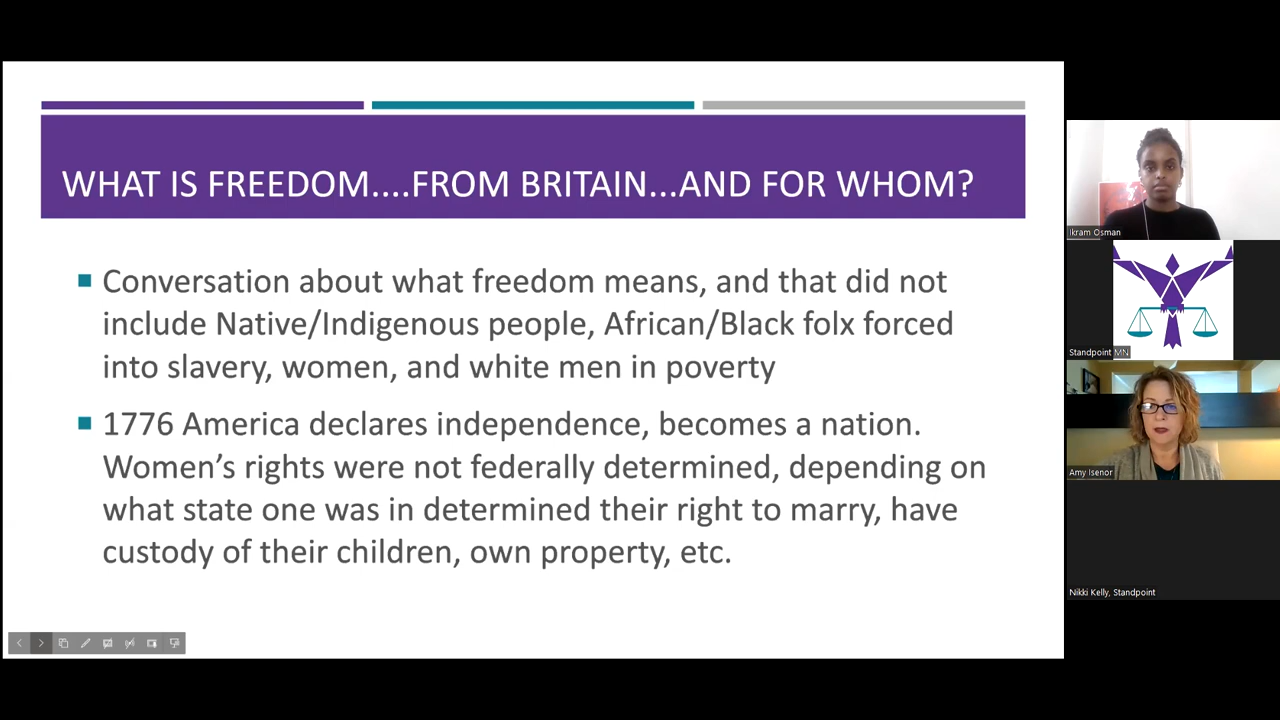 WHAT IS FREEDOM....FROM BRITAIN...AND FOR WHOM?
Conversation about what freedom means, and that did not
include Native/Indigenous people, African/Black folx forced
into slavery, women, and white men in poverty
1776 America declares independence, becomes a nation.
Women’s rights were not federally determined, depending on
what state one was in determined their right to marry, have
custody of their children, own property, etc.
Ikram Osman
Standpoint MN
Amy Isenor
Nikki Kelly, Standpoint